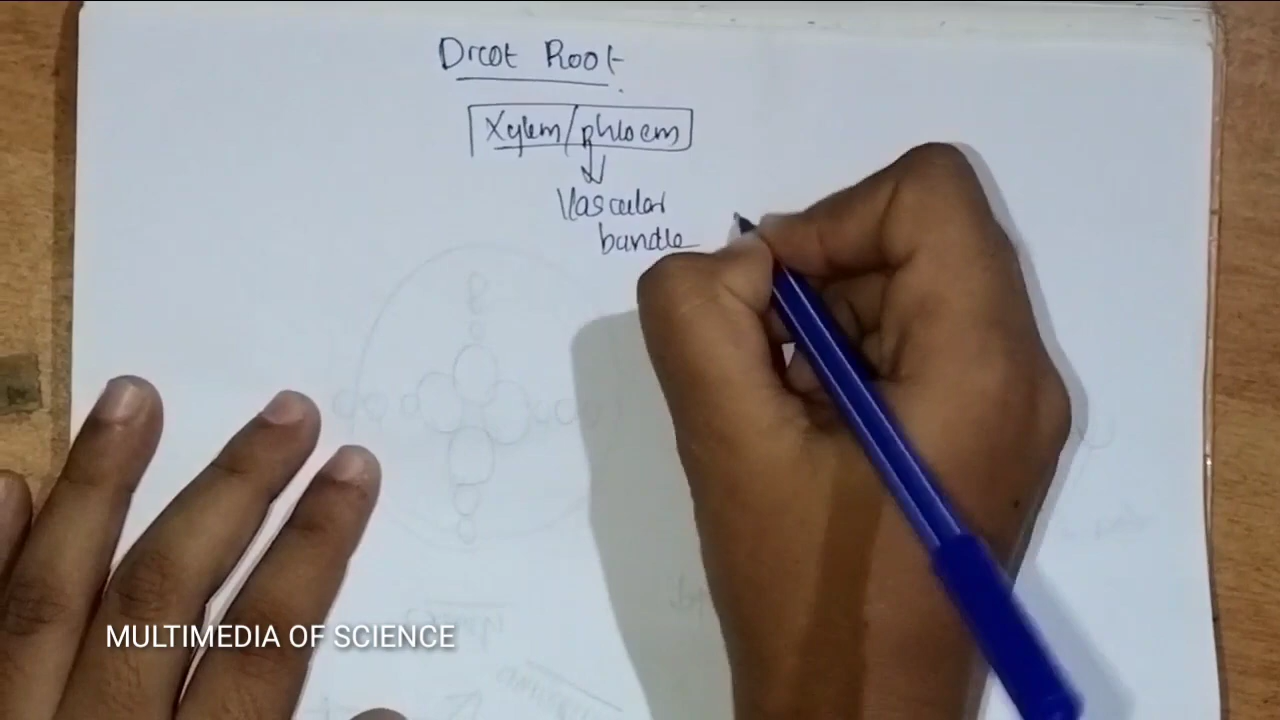 Dicot Root
Xylem/phloem
Vascular
bundle
MULTIMEDIA OF SCIENCE